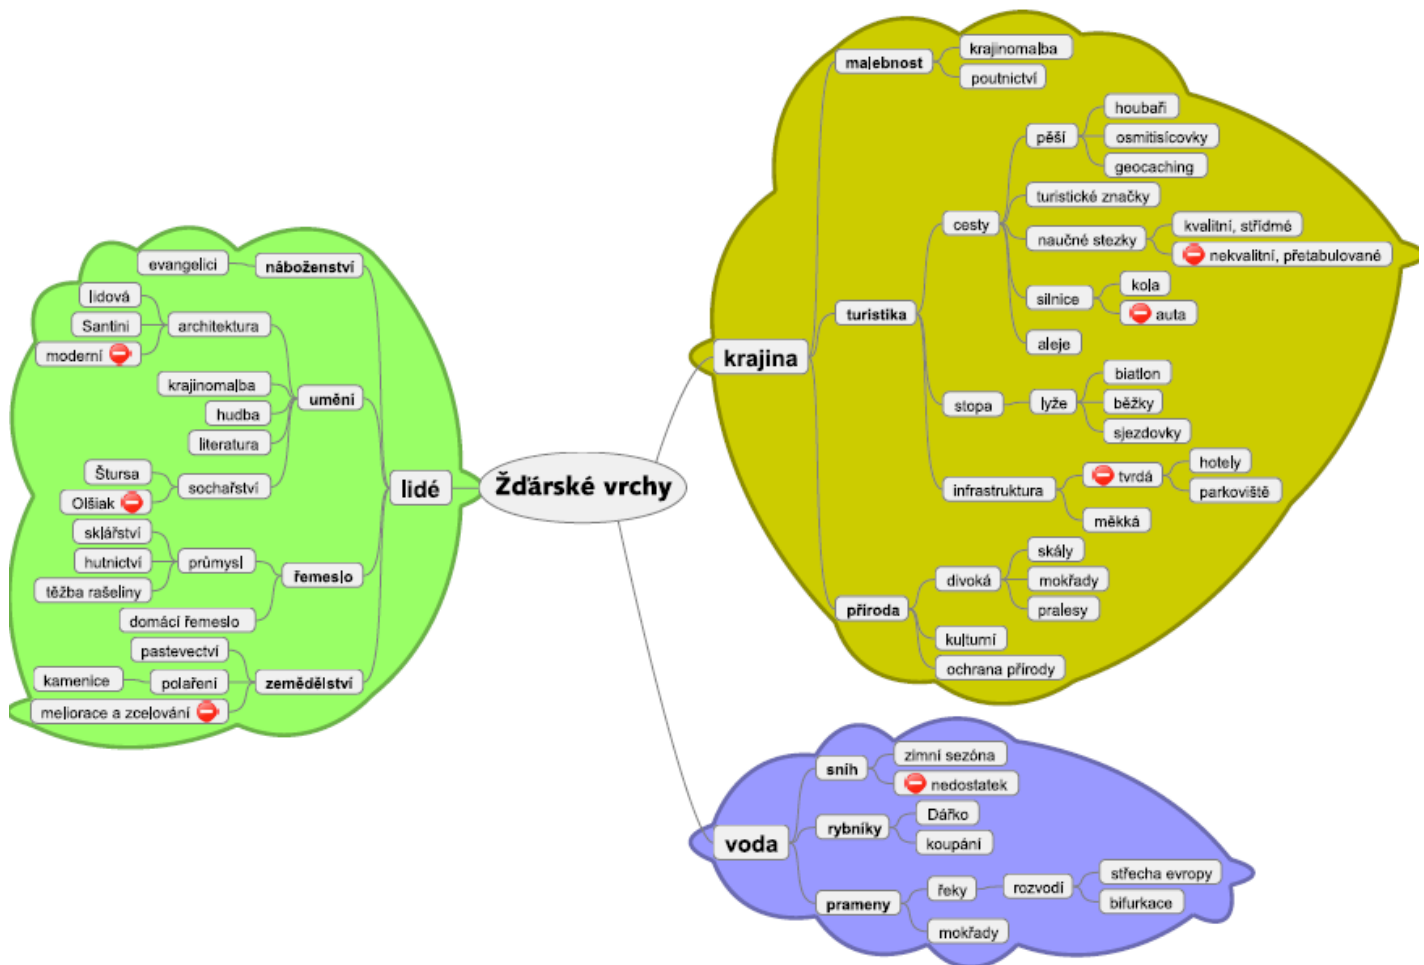 Žďárské vrchy
krajina
malebnost
krajinomalba
poutnictví
turistika
cesty
pěší
houbaři
osmitisícovky
geocaching
turistické značky
naučné stezky
kvalitní, střídmé
nekvalitní, přetabulované
silnice
kola
auta
aleje
stopa
lyže
biatlon
běžky
sjezdovky
infrastruktura
tvrdá
hotely
parkoviště
měkká
příroda
divoká
skály
mokřady
pralesy
kulturní
ochrana přírody
voda
sníh
zimní sezóna
nedostatek
rybníky
Dářko
koupání
prameny
řeky
rozvodí
střecha evropy
bifurkace
mokřady
lidé
náboženství
evangelici
umění
architektura
lidová
Santini
moderní
krajinomalba
hudba
literatura
sochařství
Štursa
Olšiak
řemeslo
průmysl
sklářství
hutnictví
těžba rašeliny
domácí řemeslo
zemědělství
pastevectví
polaření
kamenice
meliorace a zcelování